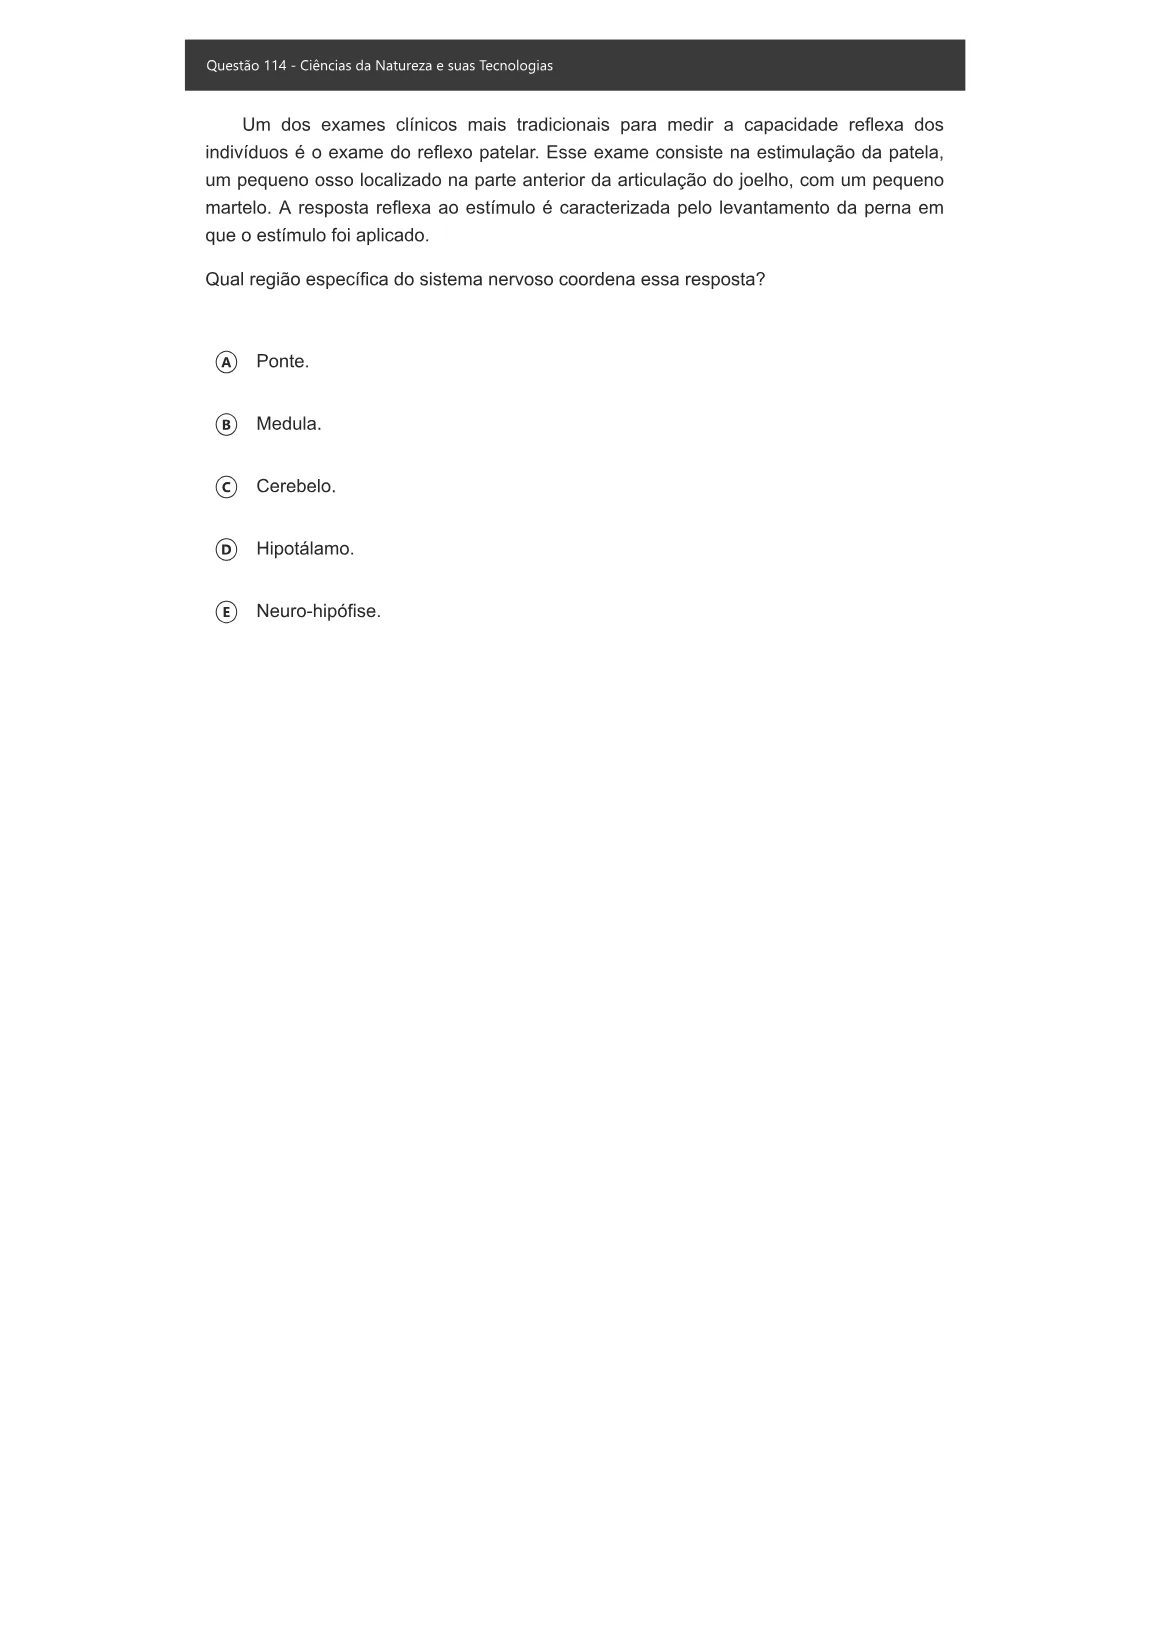 Questão 114 - Ciências da Natureza e suas Tecnologias
Um dos exames clínicos mais tradicionais para medir a capacidade reflexa dos
indivíduos é o exame do reflexo patelar. Esse exame consiste na estimulação da patela,
um pequeno osso localizado na parte anterior da articulação do joelho, com um pequeno
martelo. A resposta reflexa ao estímulo é caracterizada pelo levantamento da perna em
que o estímulo foi aplicado.
Qual região específica do sistema nervoso coordena essa resposta?
A Ponte.
B Medula.
C Cerebelo.
D Hipotálamo.
E Neuro-hipófise.